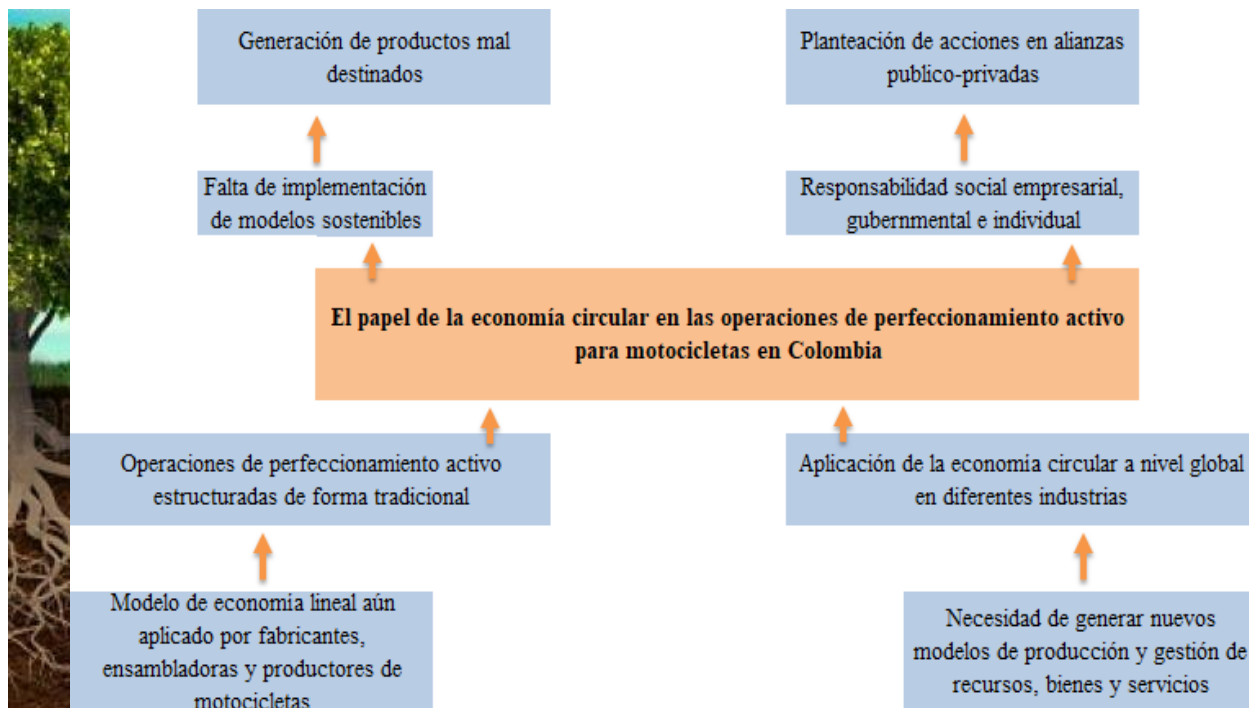 Generación de productos mal
destinados
Planteación de acciones en alianzas
publico-privadas
Falta de implementación
de modelos sostenibles
Responsabilidad social empresarial,
gubernmental e individual
El papel de la economía circular en las operaciones de perfeccionamiento activo
para motocicletas en Colombia
Operaciones de perfeccionamiento activo
estructuradas de forma tradicional
Aplicación de la economía circular a nivel global
en diferentes industrias
Modelo de economía lineal aún
aplicado por fabricantes,
ensambladoras y productores de
motocicletas
Necesidad de generar nuevos
modelos de producción y gestión de
recursos, bienes y servicios